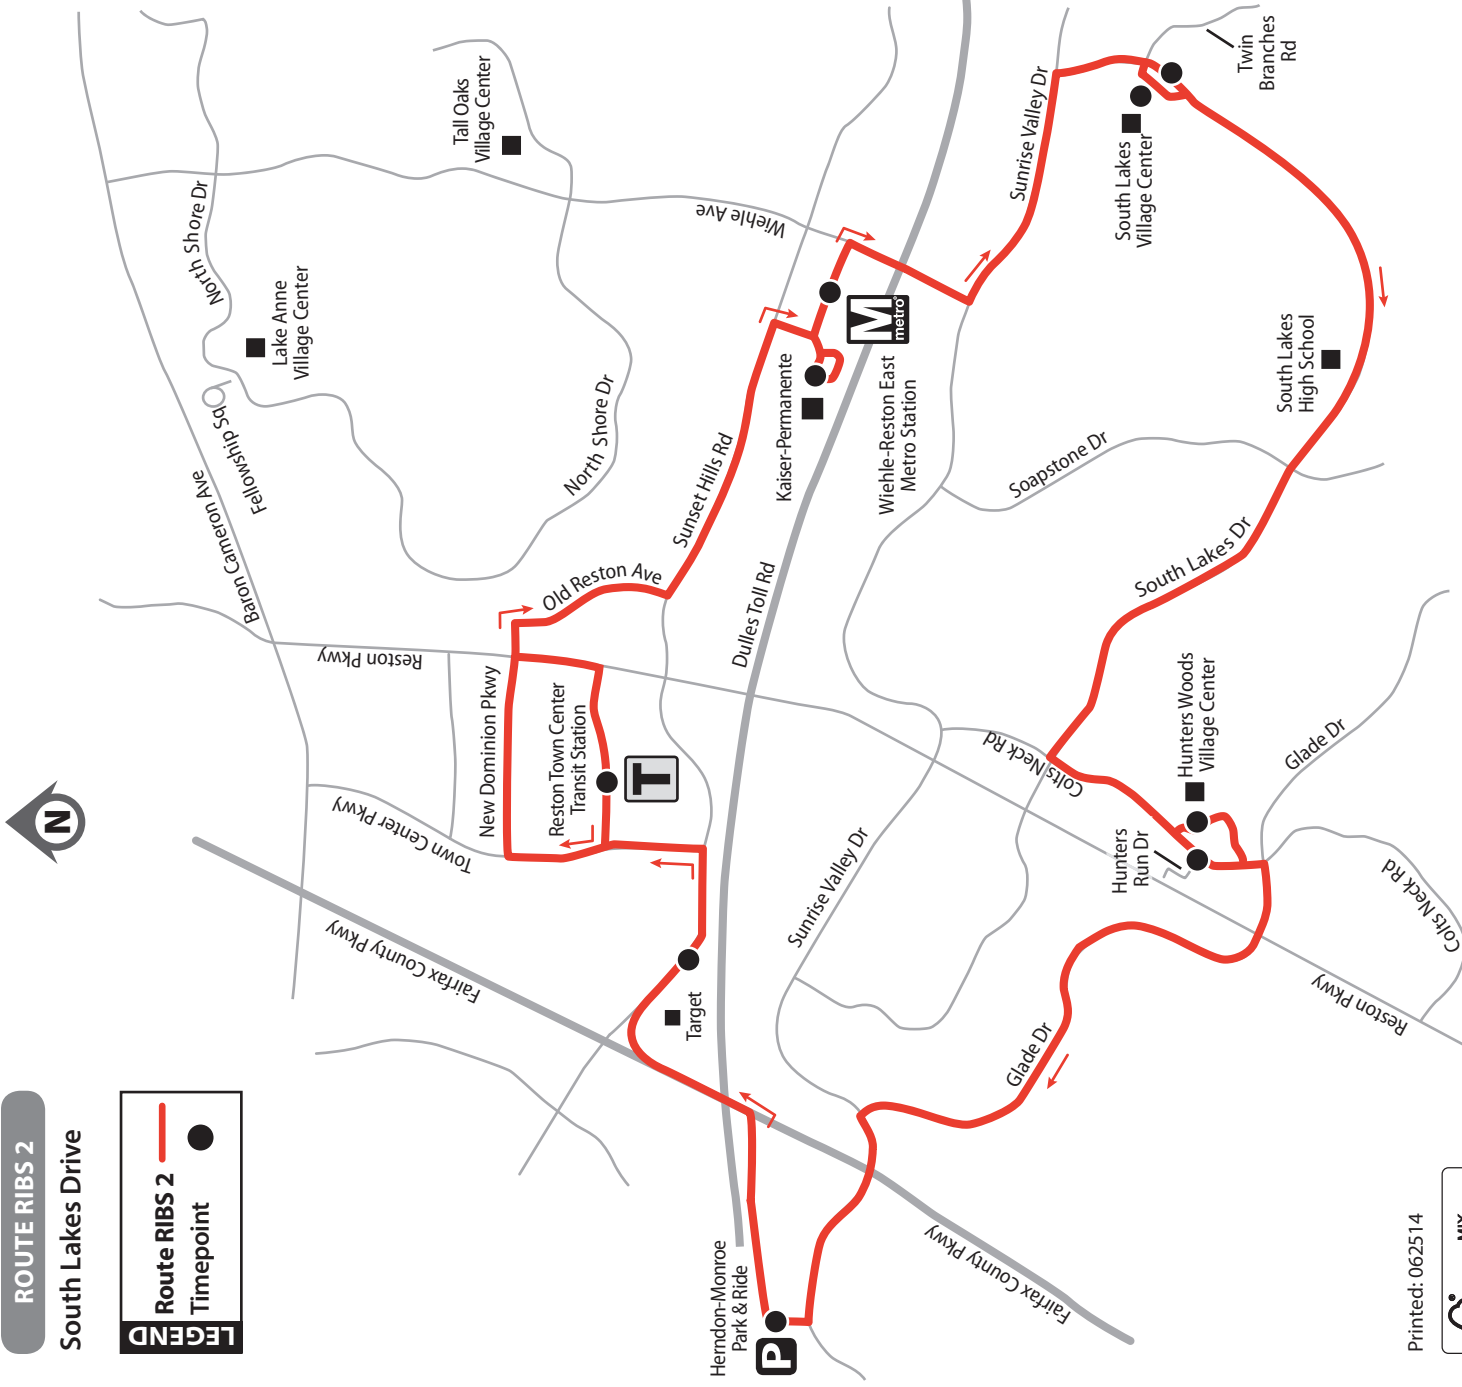 ROUTE RIBS 2
South Lakes Drive
LEGEND
Route RIBS 2
Timepoint
N
Herndon-Monroe
Park & Ride
P
Fairfax County Pkwy
Fairfax County Pkwy
Target
Town Center Pkwy
New Dominion Pkwy
Reston Town Center
Transit Station
T
Reston Pkwy
Old Reston Ave
Baron Cameron Ave
Fellowship Sq
Lake Anne
Village Center
North Shore Dr
North Shore Dr
Tall Oaks
Village Center
Wiehle Ave
Sunset Hills Rd
Kaiser-Permanente
Dulles Toll Rd
M
metro
Wiehle-Reston East
Metro Station
Sunrise Valley Dr
Sunrise Valley Dr
South Lakes
Village Center
Twin
Branches
Rd
South Lakes
High School
Soapstone Dr
South Lakes Dr
Colts Neck Rd
Hunters Woods
Village Center
Hunters
Run Dr
Glade Dr
Glade Dr
Colts Neck Rd
Reston Pkwy
Printed: 062514